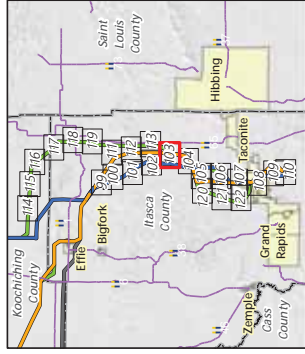 Koochiching
County
Saint
Louis
County
114
115
116
117
118
119
Effie
Bigfork
99
100
111
101
112
102
113
103
104
Itasca
County
Hibbing
120
105
121
106
122
107
108
109
110
Taconite
Grand
Rapids
Zemple
Cass
County